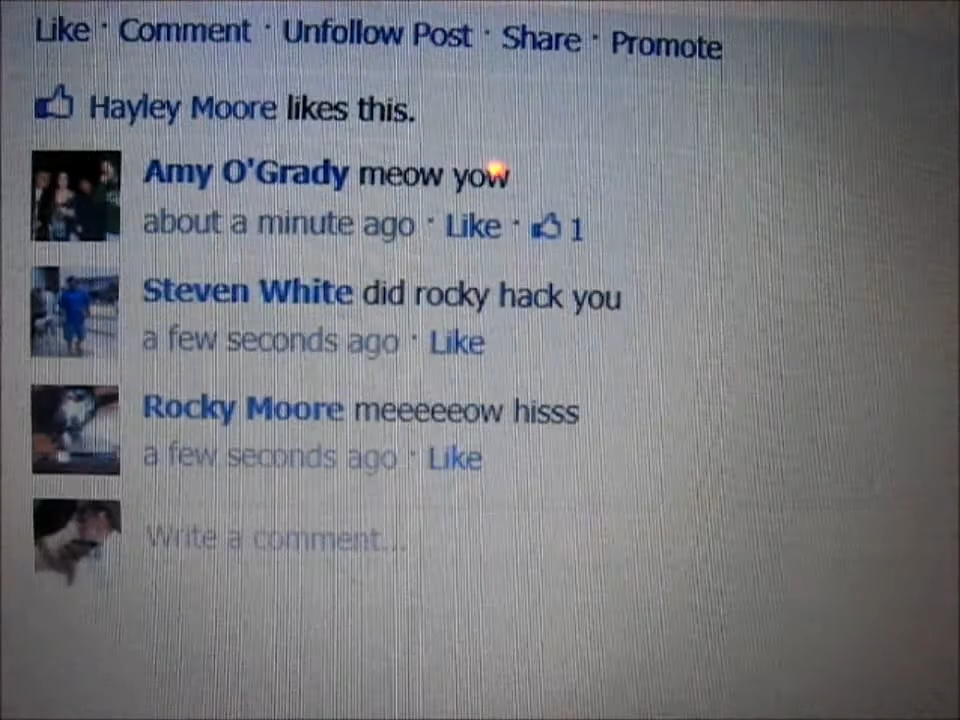 Like · Comment · Unfollow Post · Share · Promote
Hayley Moore likes this.
Amy O'Grady meow yow
about a minute ago · Like · 1
Steven White did rocky hack you
a few seconds ago · Like
Rocky Moore meeeeeow hisss
a few seconds ago · Like
Write a comment...